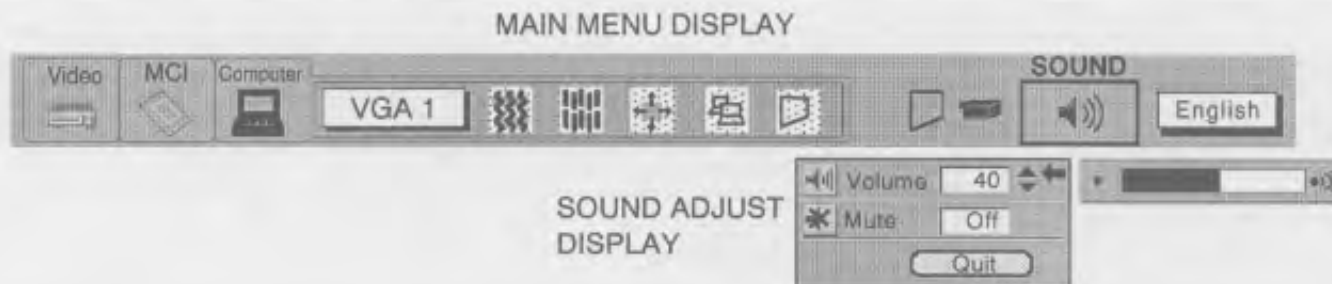 MAIN MENU DISPLAY
SOUND
Video MCI Computer
VGA 1 English
Volume 40
SOUND ADJUST
Mute Off
DISPLAY
Quit